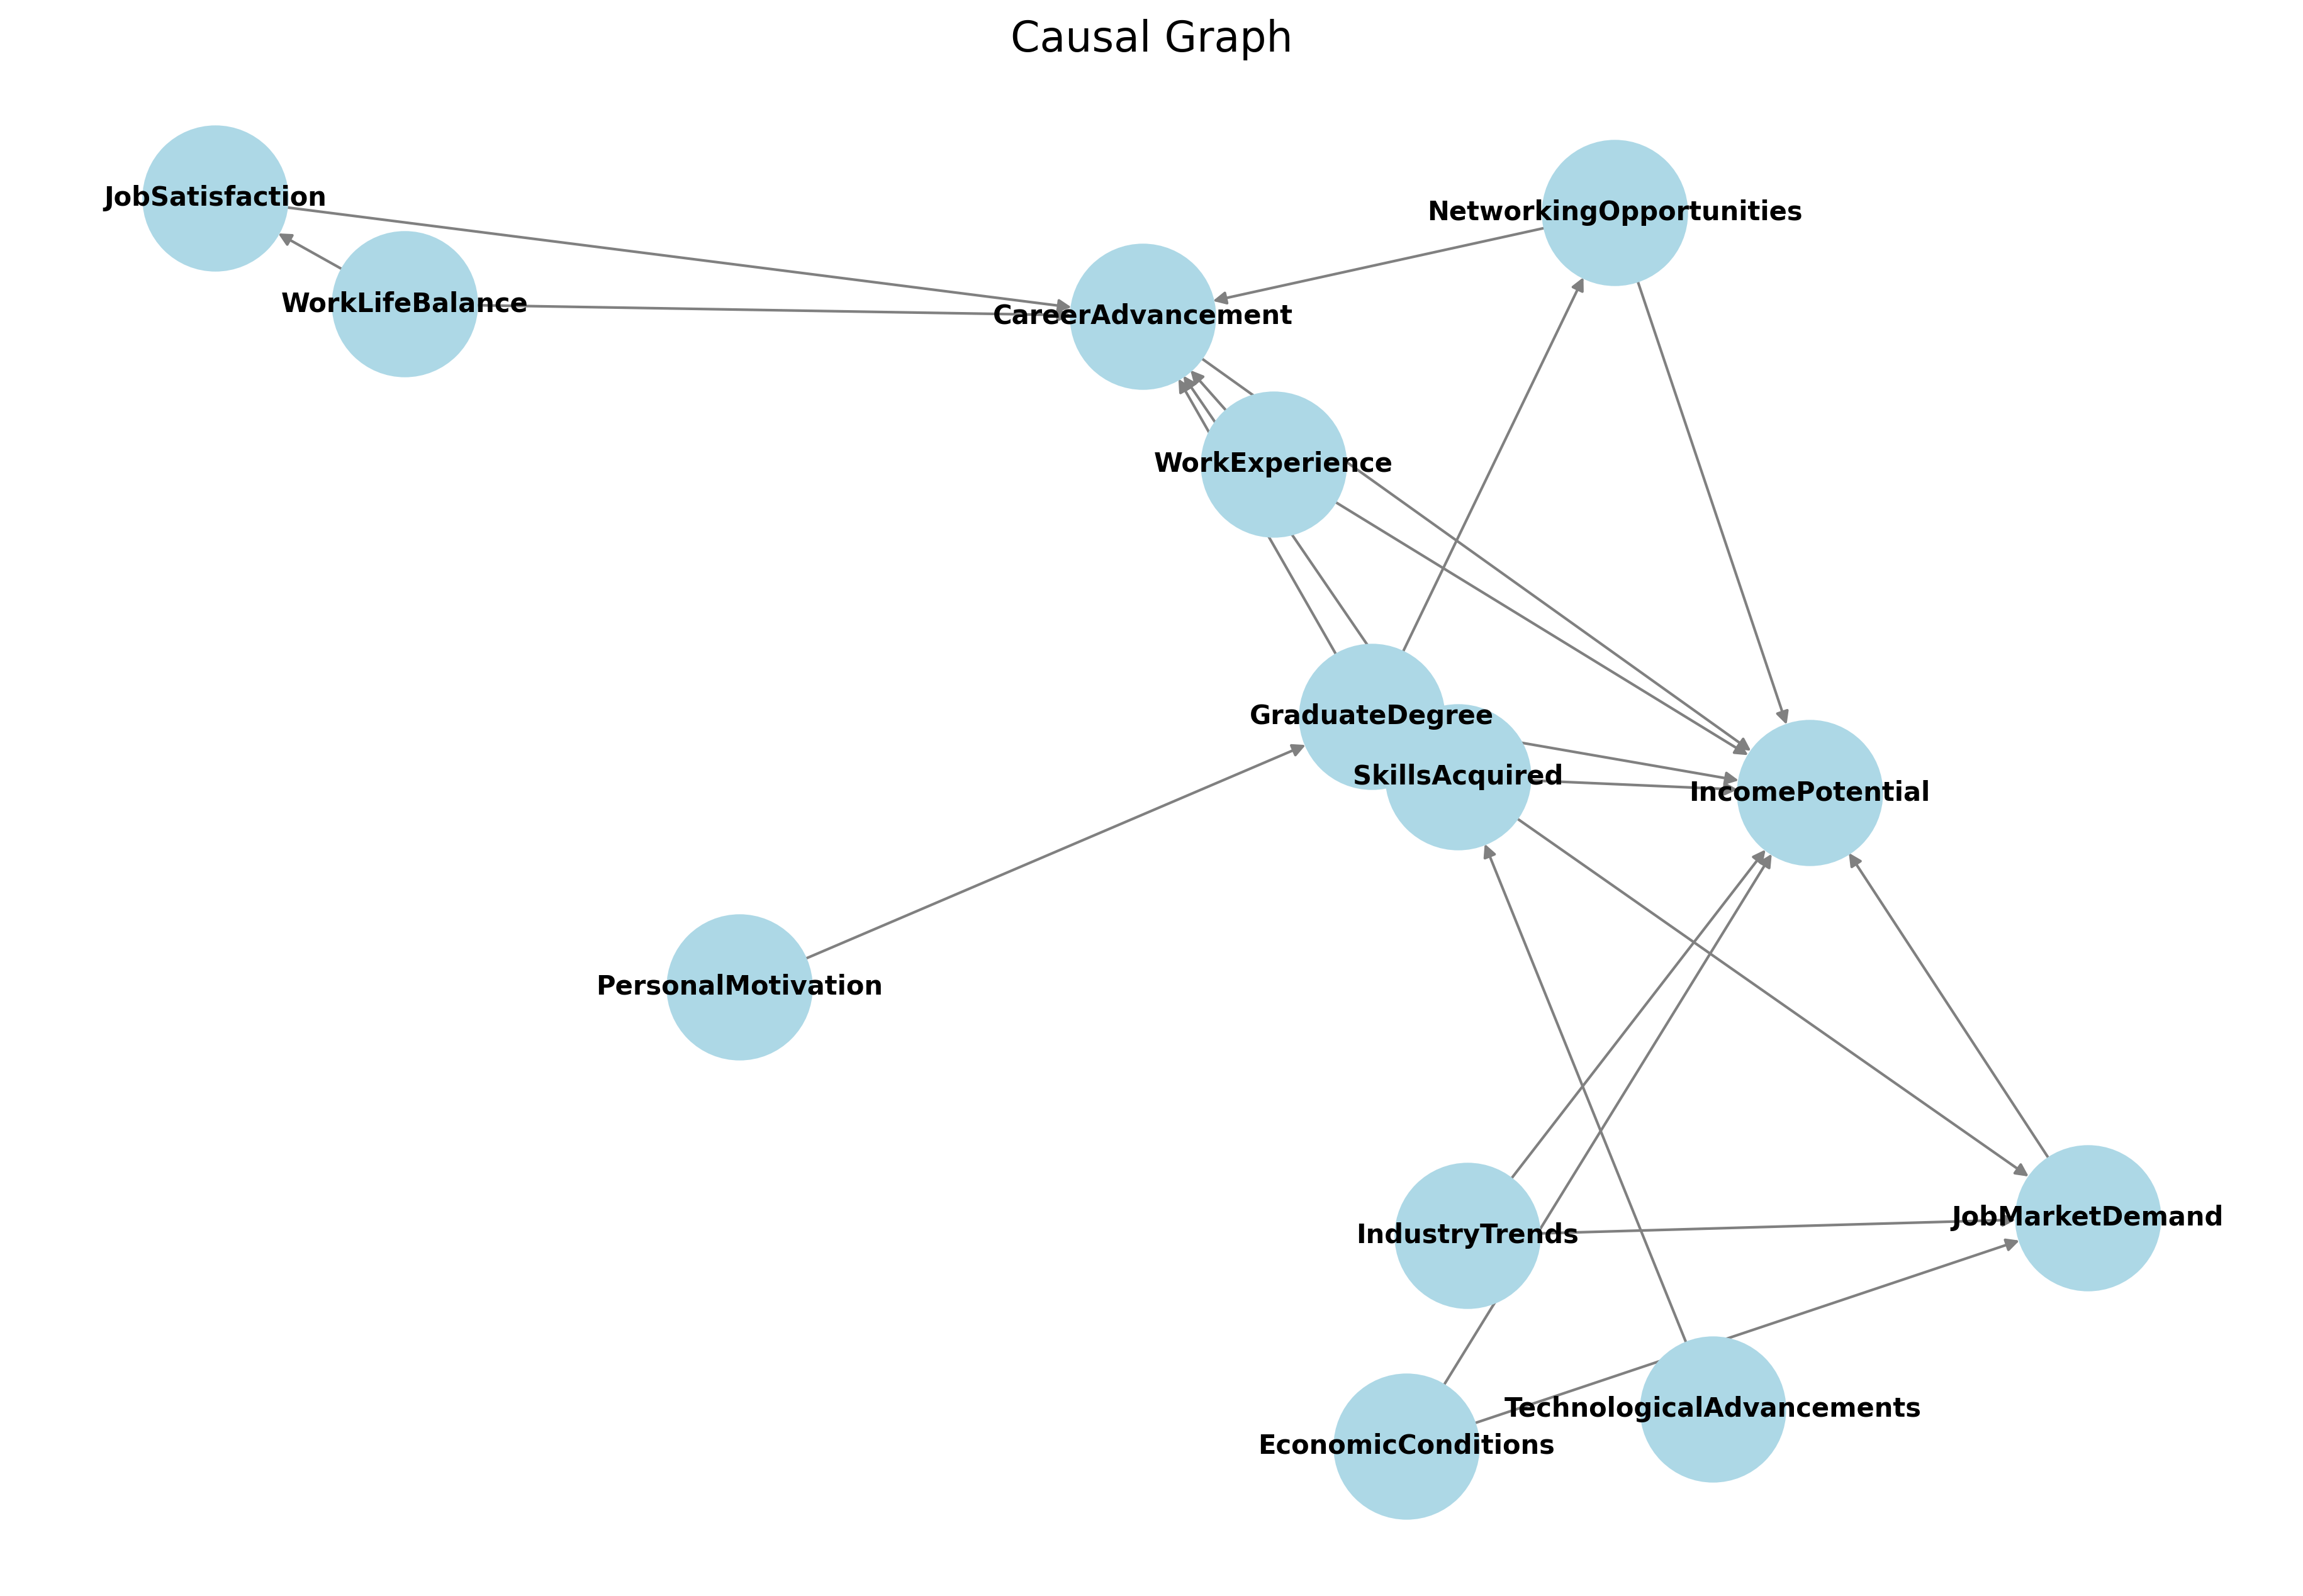 Causal Graph
JobSatisfaction
NetworkingOpportunities
WorkLifeBalance
CareerAdvancement
WorkExperience
GraduateDegree
SkillsAcquired
IncomePotential
PersonalMotivation
JobMarketDemand
IndustryTrends
TechnologicalAdvancements
EconomicConditions